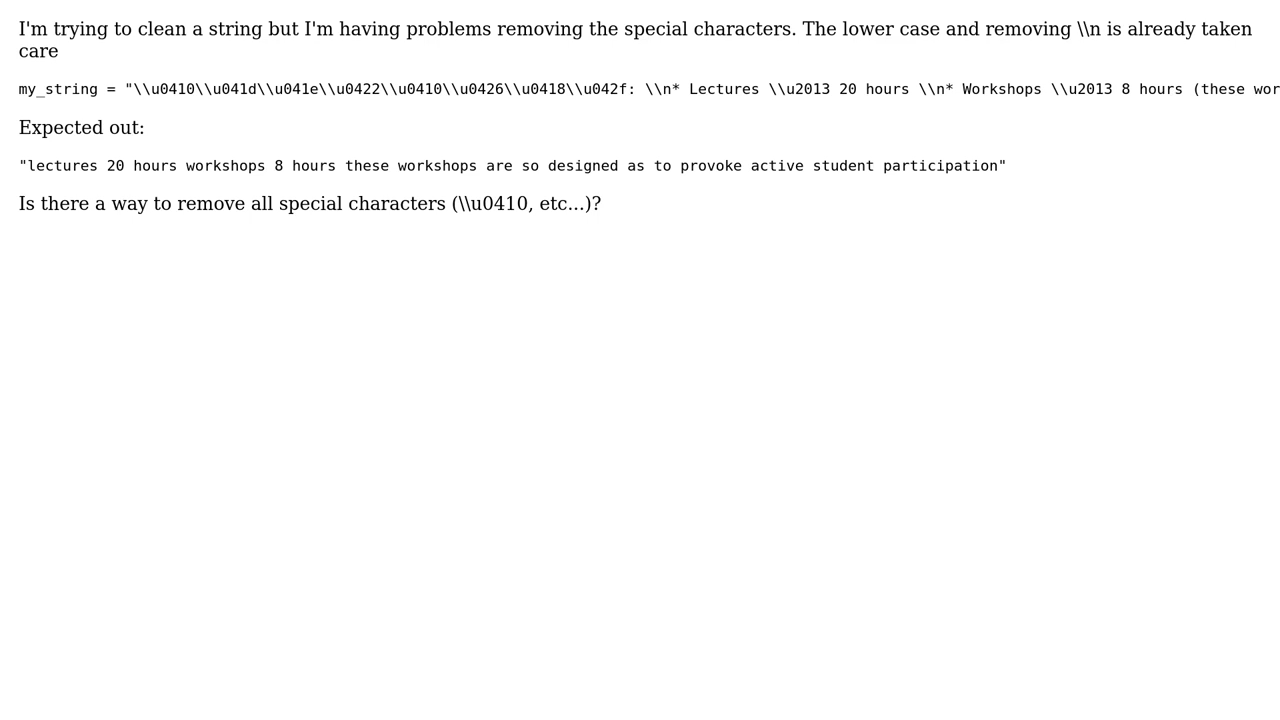 I'm trying to clean a string but I'm having problems removing the special characters. The lower case and removing \\n is already taken
care
my_string = "\\u0410\\u041d\\u041e\\u0422\\u0410\\u0426\\u0418\\u042f: \\n* Lectures \\u2013 20 hours \\n* Workshops \\u2013 8 hours (these wor
Expected out:
"lectures 20 hours workshops 8 hours these workshops are so designed as to provoke active student participation"
Is there a way to remove all special characters (\\u0410, etc...)?